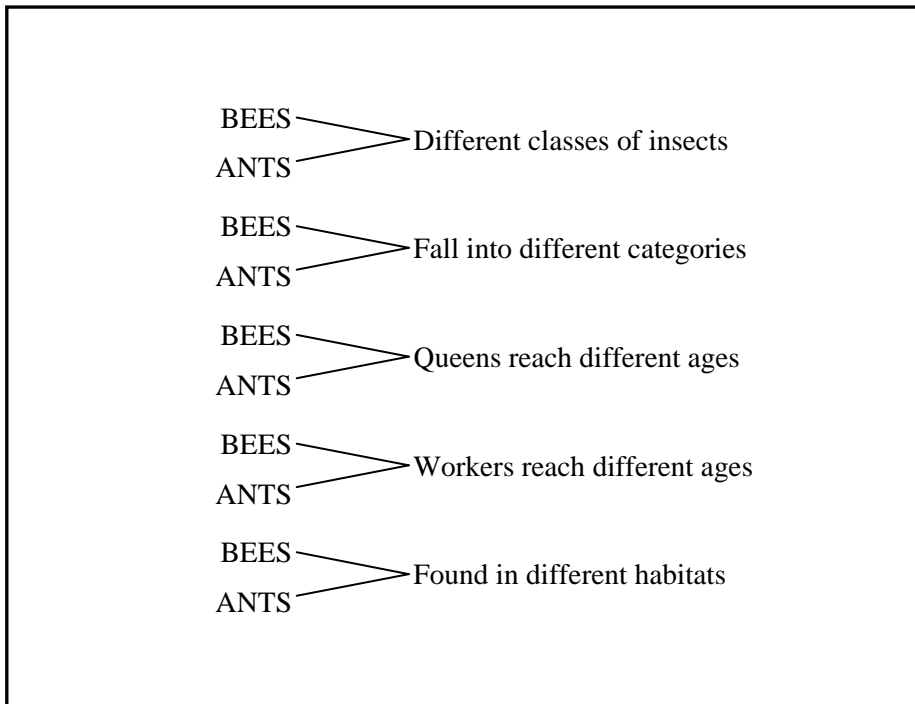 BEES
ANTS
Different classes of insects
BEES
ANTS
Fall into different categories
BEES
ANTS
Queens reach different ages
BEES
ANTS
Workers reach different ages
BEES
ANTS
Found in different habitats